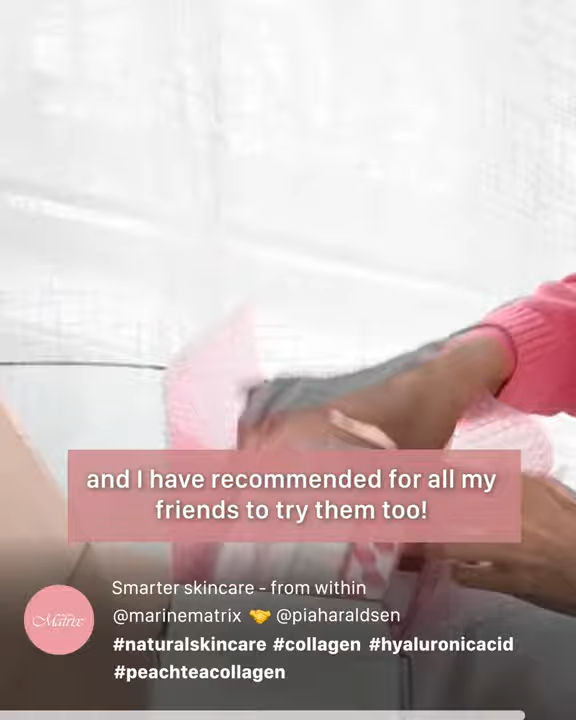 and I have recommended for all my
friends to try them too!
Smarter skincare - from within
Matrix
@marinematrix 🤝 @piaharaldsen
#naturalskincare #collagen #hyaluronicacid
#peachteacollagen